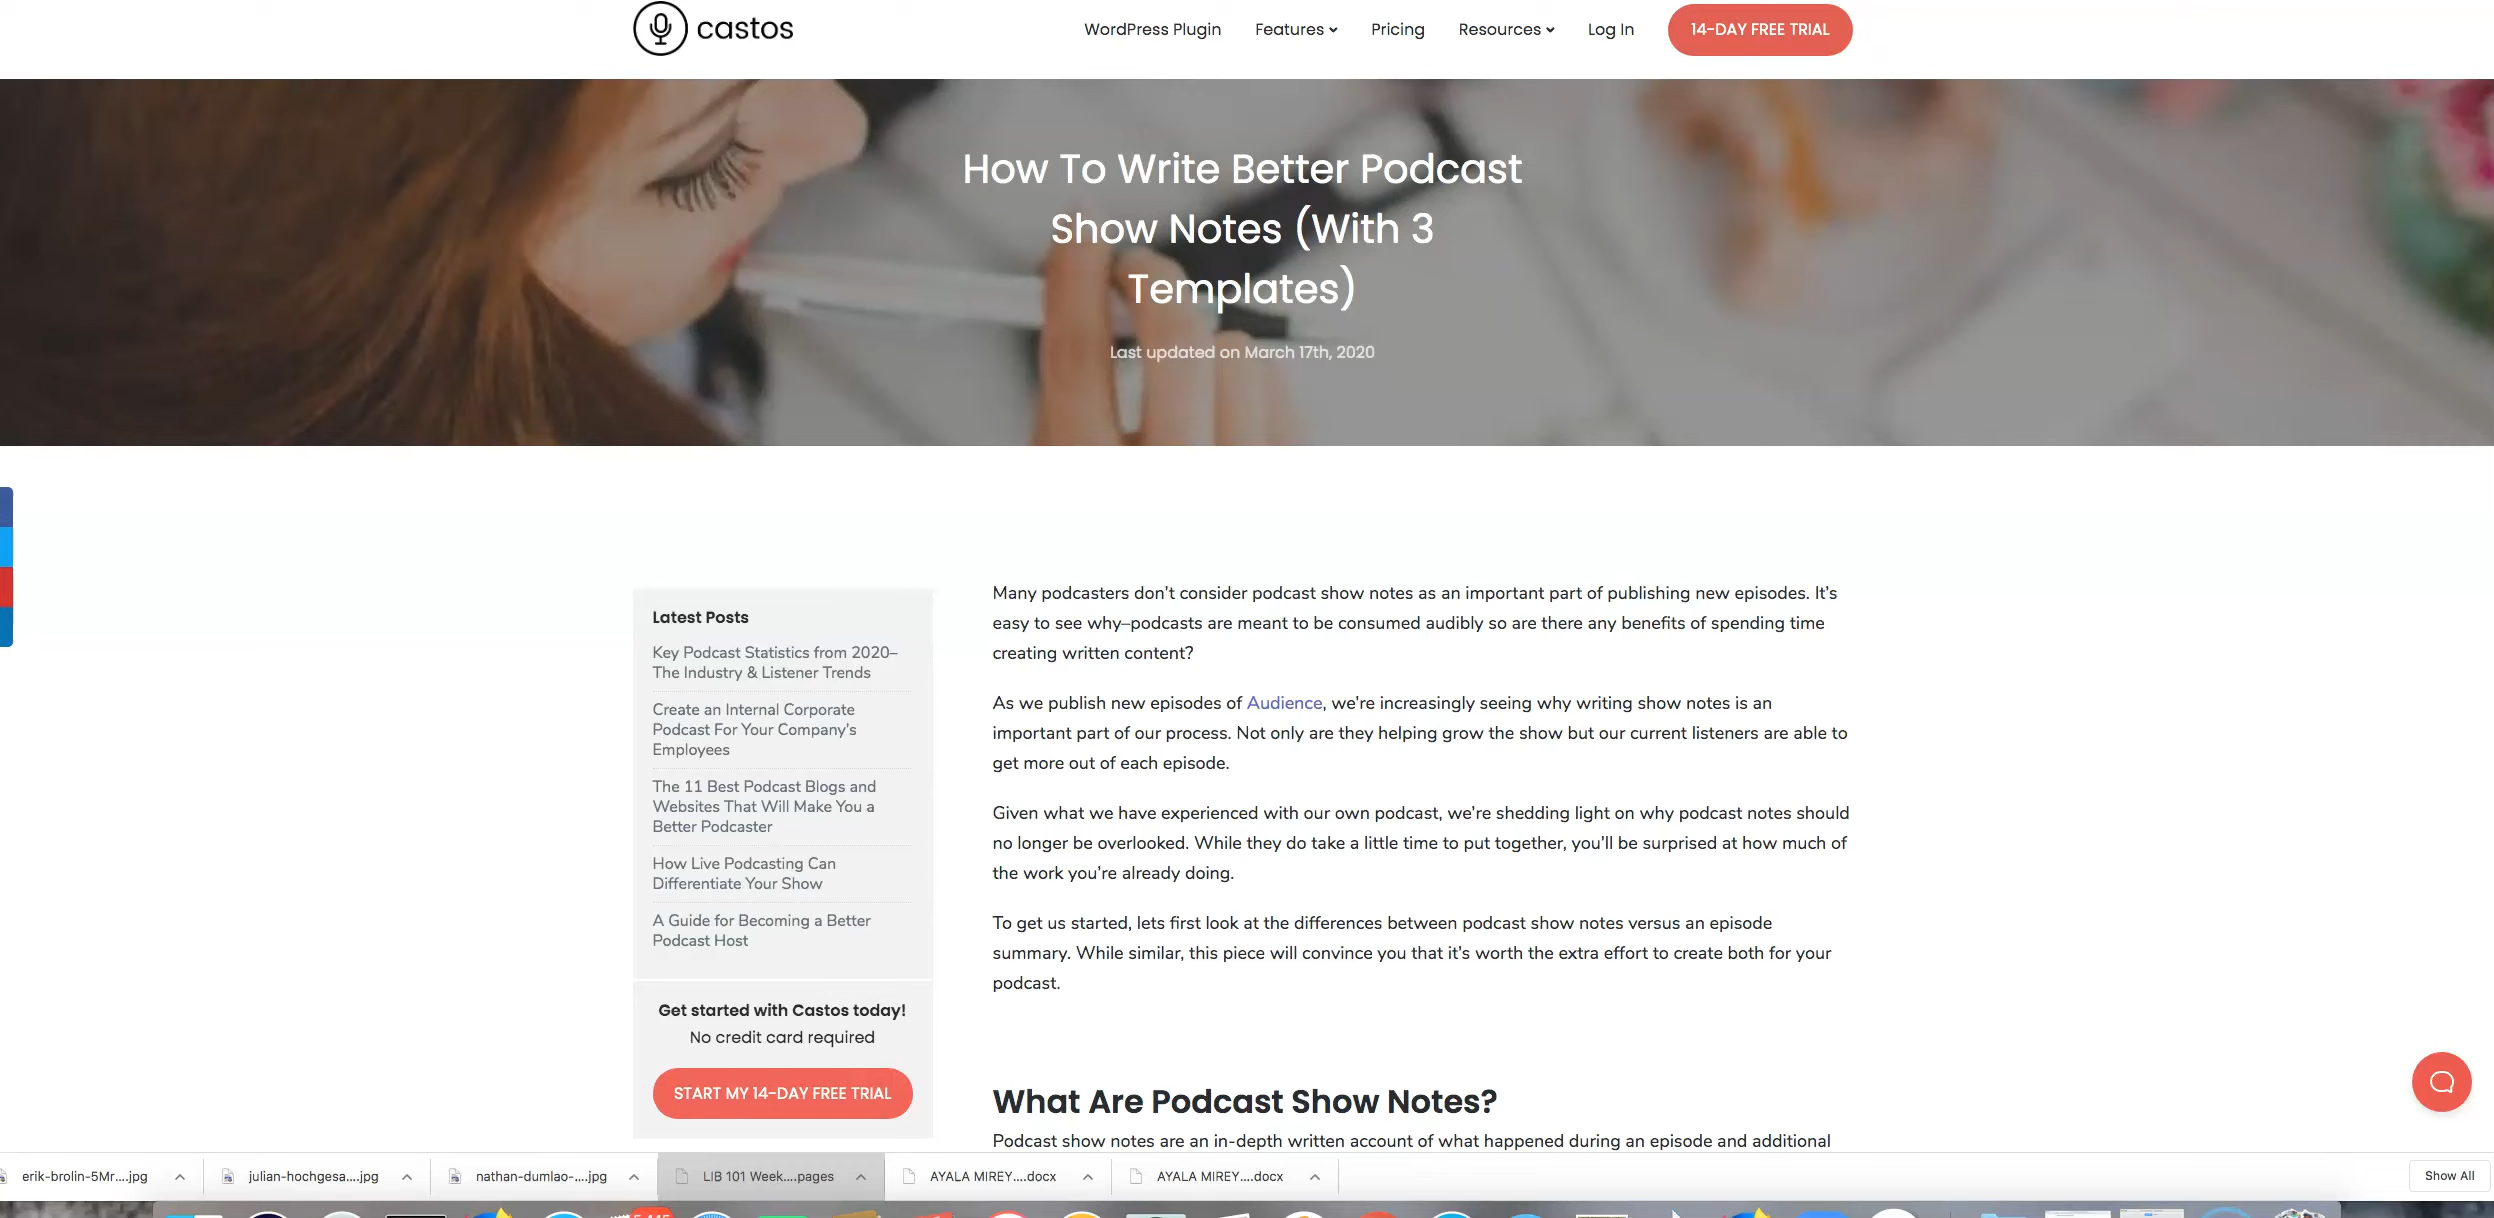 castos
WordPress Plugin
Features
Pricing
Resources
Log In
14-DAY FREE TRIAL
How To Write Better Podcast
Show Notes (With 3
Templates)
Last updated on March 17th, 2020
Latest Posts
Key Podcast Statistics from 2020–
The Industry & Listener Trends
Create an Internal Corporate
Podcast For Your Company's
Employees
The 11 Best Podcast Blogs and
Websites That Will Make You a
Better Podcaster
How Live Podcasting Can
Differentiate Your Show
A Guide for Becoming a Better
Podcast Host
Get started with Castos today!
No credit card required
START MY 14-DAY FREE TRIAL
Many podcasters don't consider podcast show notes as an important part of publishing new episodes. It's
easy to see why–podcasts are meant to be consumed audibly so are there any benefits of spending time
creating written content?
As we publish new episodes of Audience, we're increasingly seeing why writing show notes is an
important part of our process. Not only are they helping grow the show but our current listeners are able to
get more out of each episode.
Given what we have experienced with our own podcast, we're shedding light on why podcast notes should
no longer be overlooked. While they do take a little time to put together, you'll be surprised at how much of
the work you're already doing.
To get us started, lets first look at the differences between podcast show notes versus an episode
summary. While similar, this piece will convince you that it's worth the extra effort to create both for your
podcast.
What Are Podcast Show Notes?
Podcast show notes are an in-depth written account of what happened during an episode and additional
erik-brolin-5Mr....jpg
julian-hochgesa....jpg
nathan-dumlao-....jpg
LIB 101 Week....pages
AYALA MIREY....docx
AYALA MIREY....docx
Show All